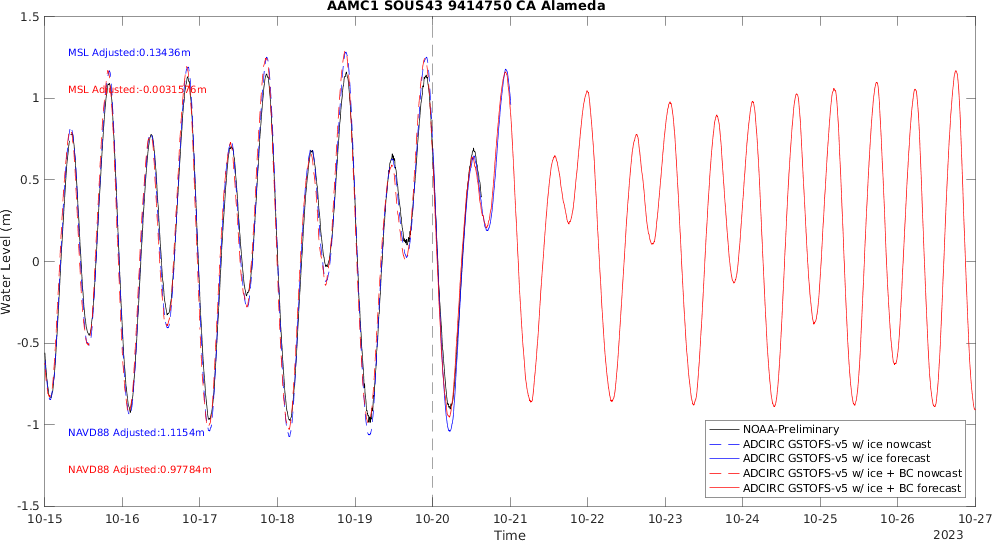 AAMC1 SOUS43 9414750 CA Alameda
1.5
1
0.5
0
-0.5
-1
-1.5
Water Level (m)
MSL Adjusted:0.13436m
MSL Adjusted:-0.0031576m
NAVD88 Adjusted:1.1154m
NAVD88 Adjusted:0.97784m
NOAA-Preliminary
ADCIRC GSTOFS-v5 w/ ice nowcast
ADCIRC GSTOFS-v5 w/ ice forecast
ADCIRC GSTOFS-v5 w/ ice + BC nowcast
ADCIRC GSTOFS-v5 w/ ice + BC forecast
10-15 10-16 10-17 10-18 10-19 10-20 10-21 10-22 10-23 10-24 10-25 10-26 10-27
Time
2023